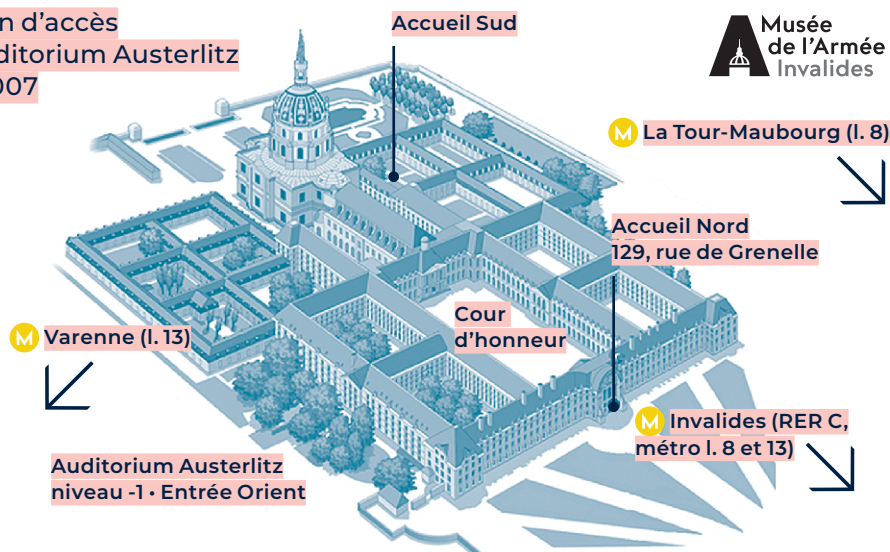 n d’accès
ditorium Austerlitz
007
Accueil Sud
Musée
de l’Armée
Invalides
M La Tour-Maubourg (l. 8)
Accueil Nord
129, rue de Grenelle
Cour
d’honneur
M Varenne (l. 13)
M Invalides (RER C,
métro l. 8 et 13)
Auditorium Austerlitz
niveau -1 • Entrée Orient